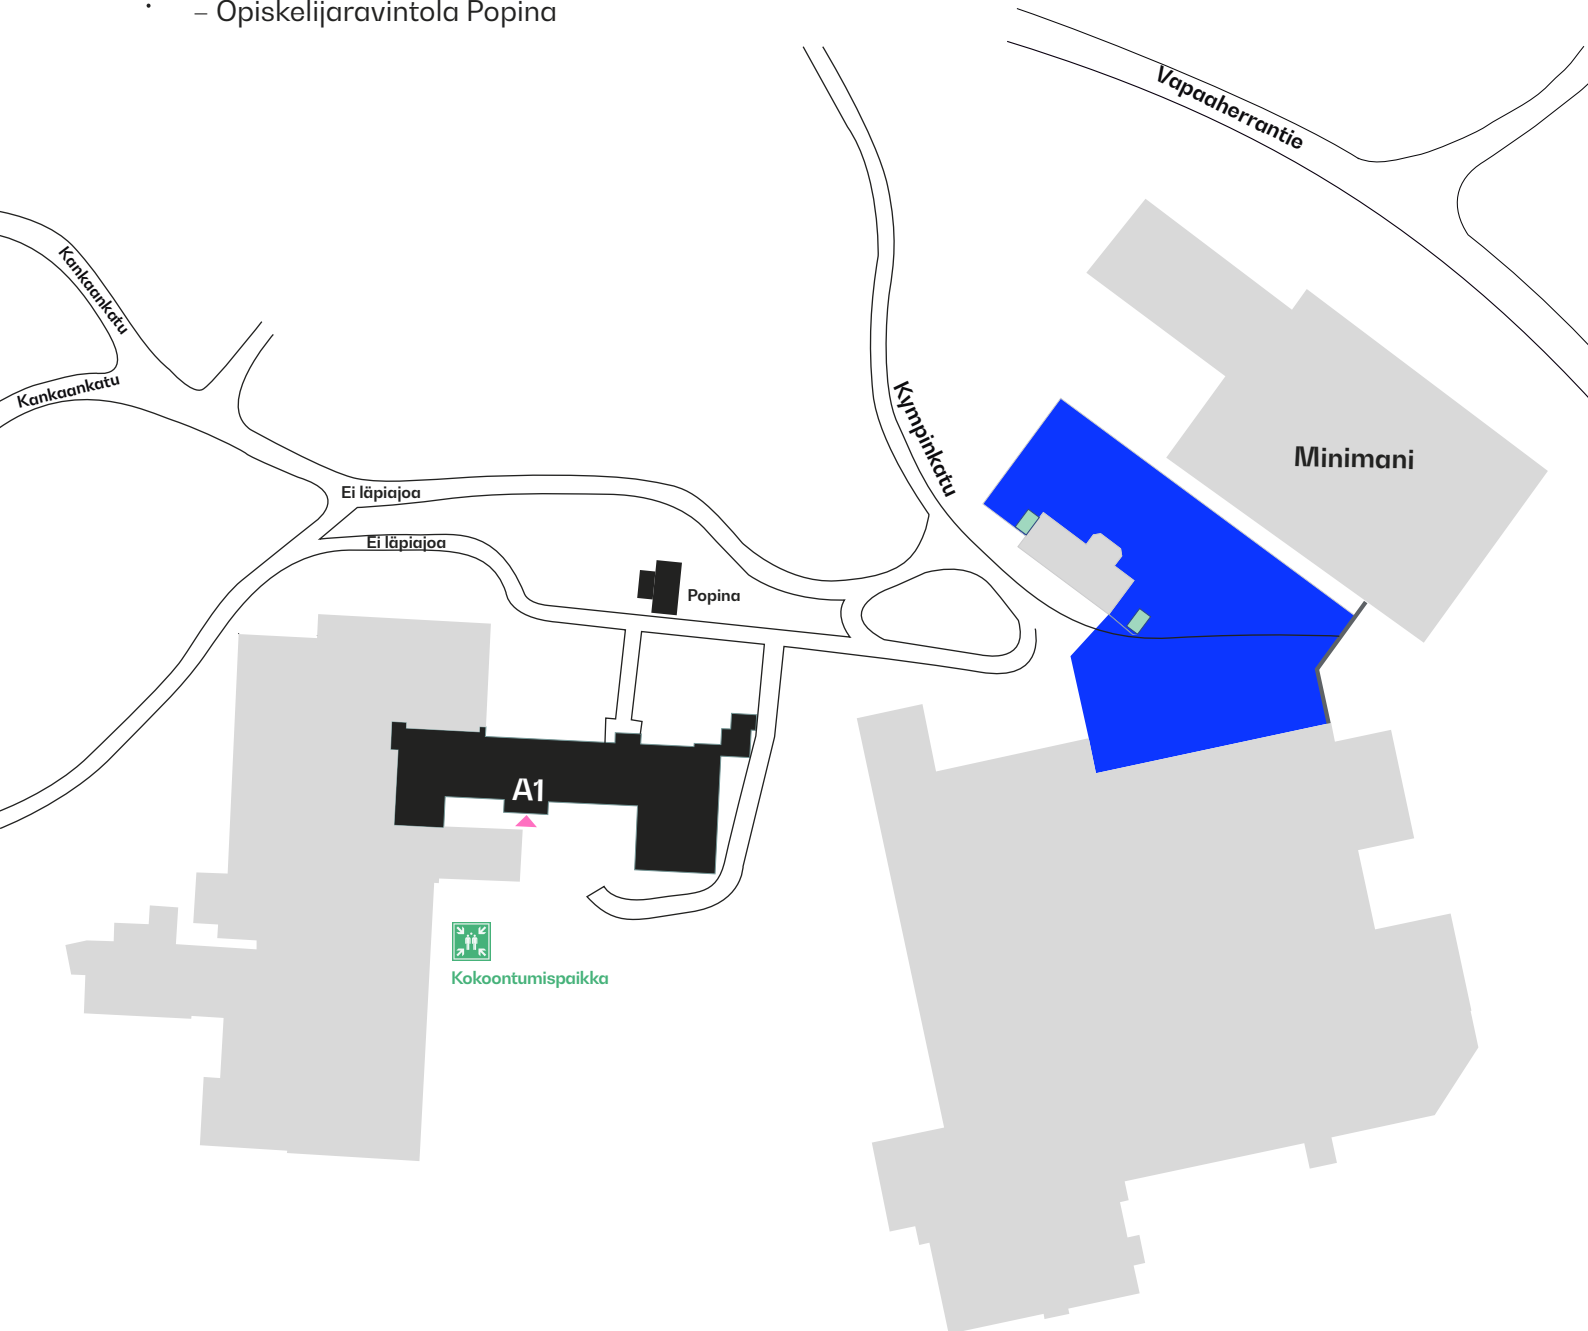 – Opiskelijaravintola Popina
Vapaaherrantie
Kankaankatu
Kankaankatu
Kympinkatu
Minimani
Ei läpiajoa
Ei läpiajoa
Popina
A1
Kokoontumispaikka